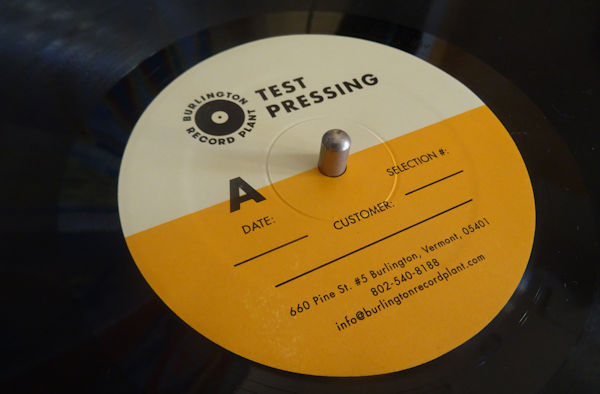 BURLINGTON
RECORD PLANT
TEST
PRESSING
A
DATE:
CUSTOMER:
SELECTION #:
660 Pine St. #5 Burlington, Vermont, 05401
802-540-8188
info@burlingtonrecordplant.com